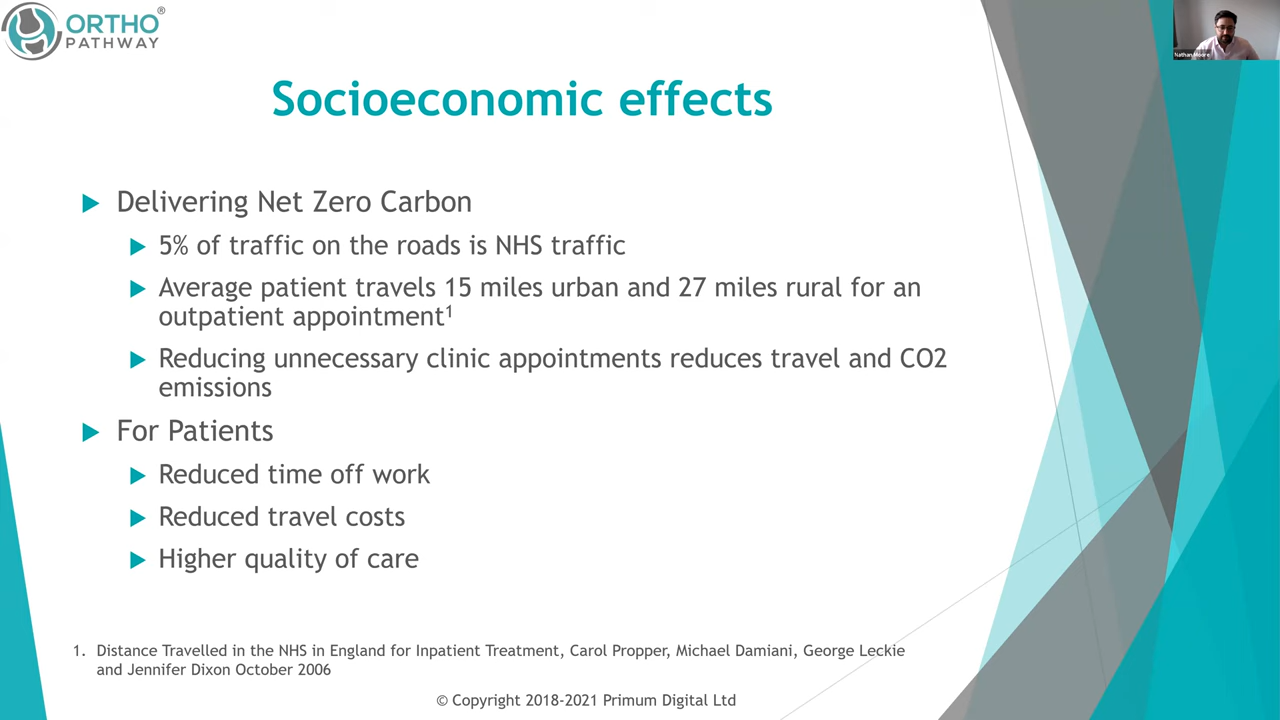 ORTHO®
PATHWAY
Nathan Moore
Socioeconomic effects
Delivering Net Zero Carbon
5% of traffic on the roads is NHS traffic
Average patient travels 15 miles urban and 27 miles rural for an
outpatient appointment1
Reducing unnecessary clinic appointments reduces travel and CO2
emissions
For Patients
Reduced time off work
Reduced travel costs
Higher quality of care
1. Distance Travelled in the NHS in England for Inpatient Treatment, Carol Propper, Michael Damiani, George Leckie
and Jennifer Dixon October 2006
© Copyright 2018-2021 Primum Digital Ltd